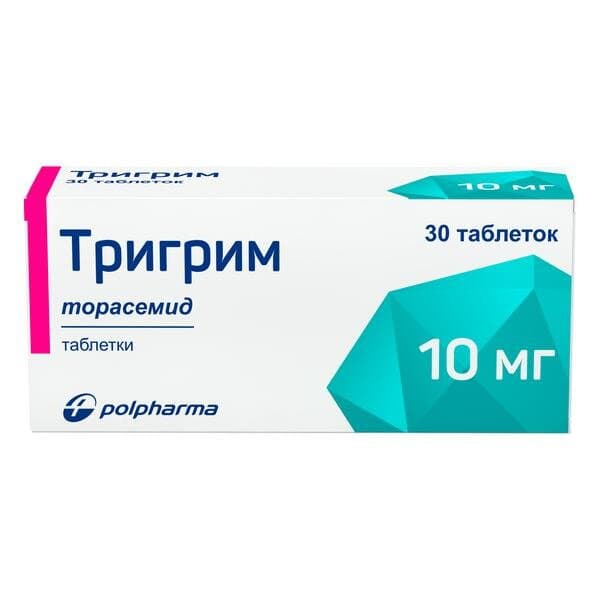 Тригрим
30 таблеток
10 мг
Тригрим
30 таблеток
торасемид
таблетки
10 мг
polpharma